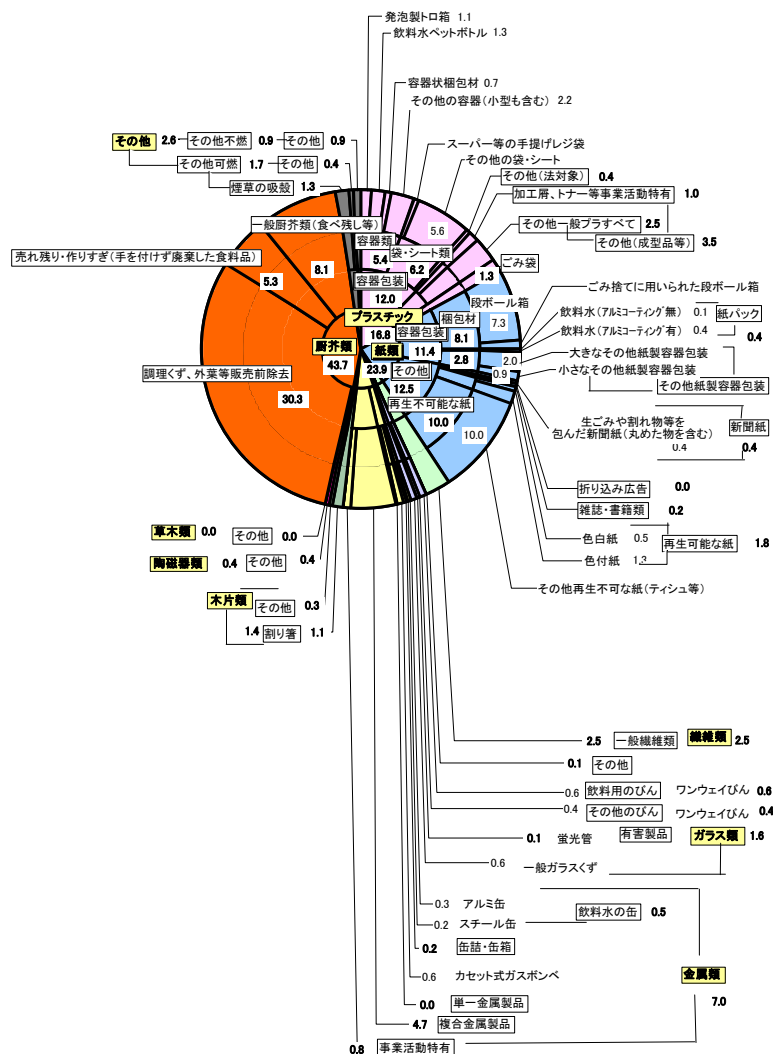 発泡製トロ箱 1.1
飲料水ペットボトル 1.3
容器状梱包材 0.7
その他の容器(小型も含む) 2.2
スーパー等の手提げレジ袋
その他の袋・シート
その他(法対象) 0.4
加工屑、トナー等事業活動特有 1.0
その他一般プラすべて 2.5
その他(成型品等) 3.5
ごみ袋
その他 2.6 その他不燃 0.9 その他 0.9
その他可燃 1.7 その他 0.4
煙草の吸殻 1.3
一般厨芥類(食べ残し等)
8.1
売れ残り・作りすぎ(手を付けず廃棄した食料品)
5.3
調理くず、外葉等販売前除去
30.3
厨芥類
43.7
容器類
5.4
袋・シート類
6.2
5.6
1.3
容器包装
12.0
プラスチック
16.8
紙類
23.9
容器包装
11.4
梱包材
8.1
段ボール箱
7.3
2.8
2.0
0.9
その他
12.5
再生不可能な紙
10.0
10.0
ごみ捨てに用いられた段ボール箱
飲料水(アルミコーティング無) 0.1 紙パック
飲料水(アルミコーティング有) 0.4
0.4
大きなその他紙製容器包装
小さなその他紙製容器包装
その他紙製容器包装
生ごみや割れ物等を
包んだ新聞紙(丸めた物を含む)
0.4
新聞紙
0.4
折り込み広告 0.0
雑誌・書籍類 0.2
色白紙 0.5 再生可能な紙 1.8
色付紙 1.3
その他再生不可な紙(ティシュ等)
草木類 0.0 その他 0.0
陶磁器類 0.4 その他 0.4
木片類 その他 0.3
1.4 割り箸 1.1
2.5 一般繊維類 繊維類 2.5
0.1 その他
0.6 飲料用のびん ワンウェイびん 0.6
0.4 その他のびん ワンウェイびん 0.4
0.1 蛍光管 有害製品 ガラス類 1.6
0.6 一般ガラスくず
0.3 アルミ缶
飲料水の缶 0.5
0.2 スチール缶
0.2 缶詰・缶箱
0.6 カセット式ガスボンベ
金属類
7.0
0.0 単一金属製品
4.7 複合金属製品
0.8 事業活動特有